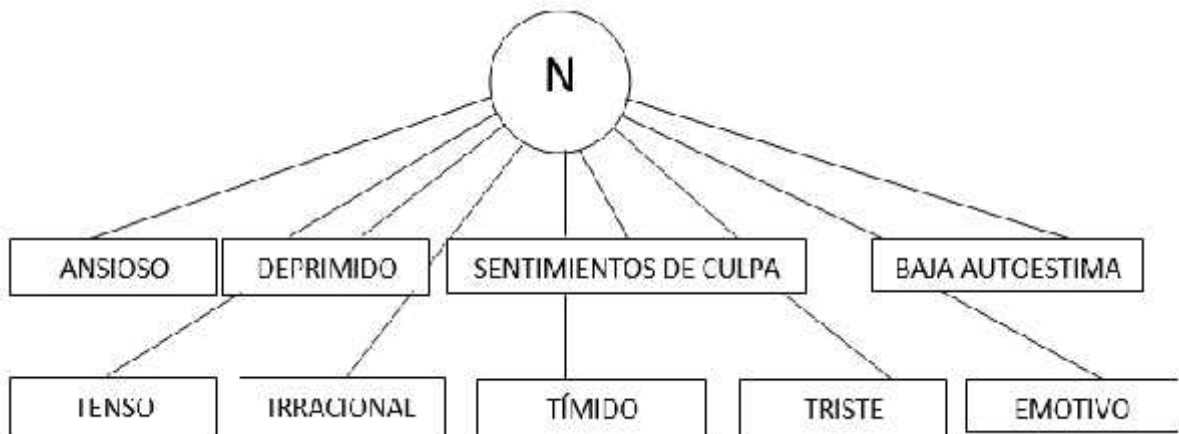 N
ANSIOSO
DEPRIMIDO
SENTIMIENTOS DE CULPA
BAJA AUTOESTIMA
TENSO
IRRACIONAL
TÍMIDO
TRISTE
EMOTIVO